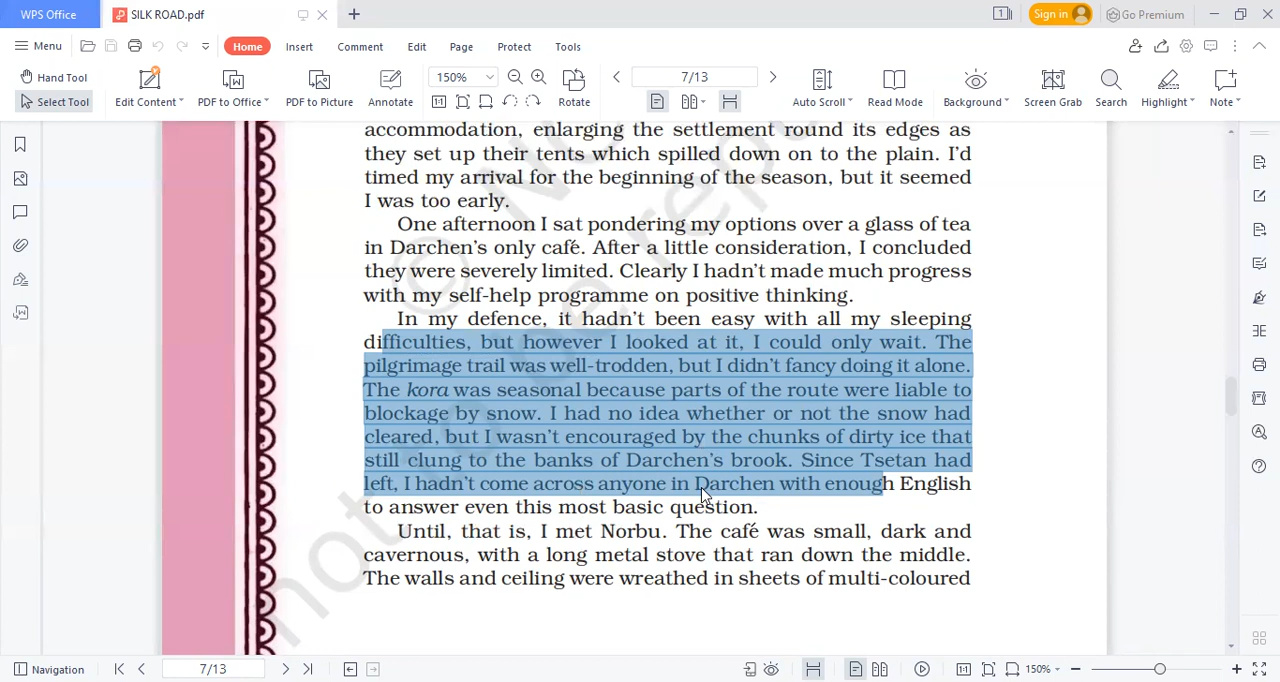 WPS Office
SILK ROAD.pdf
Sign in
Go Premium
Menu
Home
Insert
Comment
Edit
Page
Protect
Tools
Hand Tool
Select Tool
Edit Content
PDF to Office
PDF to Picture
Annotate
150%
7/13
Rotate
Auto Scroll
Read Mode
Background
Screen Grab
Search
Highlight
Note
accommodation, enlarging the settlement round its edges as
they set up their tents which spilled down on to the plain. I'd
timed my arrival for the beginning of the season, but it seemed
I was too early.
One afternoon I sat pondering my options over a glass of tea
in Darchen's only café. After a little consideration, I concluded
they were severely limited. Clearly I hadn't made much progress
with my self-help programme on positive thinking.
In my defence, it hadn't been easy with all my sleeping
difficulties, but however I looked at it, I could only wait. The
pilgrimage trail was well-trodden, but I didn't fancy doing it alone.
The kora was seasonal because parts of the route were liable to
blockage by snow. I had no idea whether or not the snow had
cleared, but I wasn't encouraged by the chunks of dirty ice that
still clung to the banks of Darchen's brook. Since Tsetan had
left, I hadn't come across anyone in Darchen with enough English
to answer even this most basic question.
Until, that is, I met Norbu. The café was small, dark and
cavernous, with a long metal stove that ran down the middle.
The walls and ceiling were wreathed in sheets of multi-coloured
not to be rep
Navigation
7/13
150%